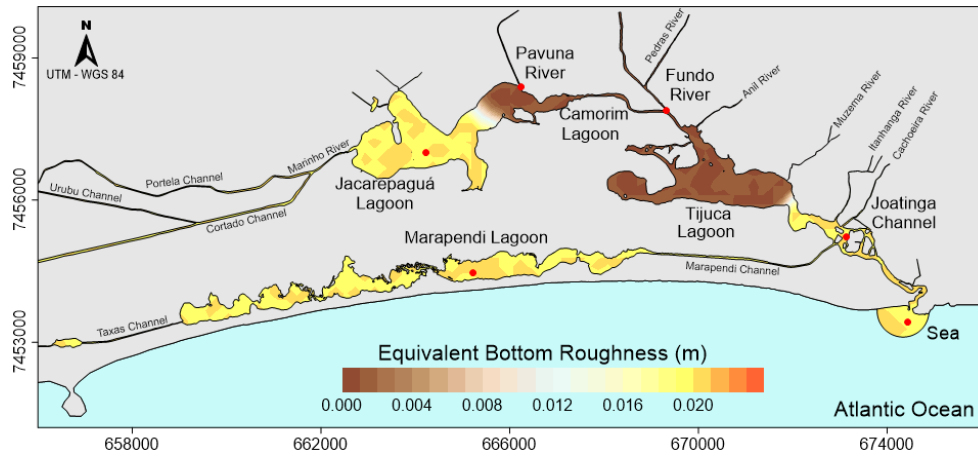 N
UTM - WGS 84
7459000
7456000
7453000
Pavuna
River
Pedras River
Fundo
River
Anil River
Camorim
Lagoon
Muzema River
Itanhanga River
Cachoeira River
Marinho River
Portela Channel
Urubu Channel
Cortado Channel
Jacarepaguá
Lagoon
Tijuca
Lagoon
Joatinga
Channel
Marapendi Lagoon
Marapendi Channel
Taxas Channel
Sea
Equivalent Bottom Roughness (m)
0.000 0.004 0.008 0.012 0.016 0.020
Atlantic Ocean
658000 662000 666000 670000 674000